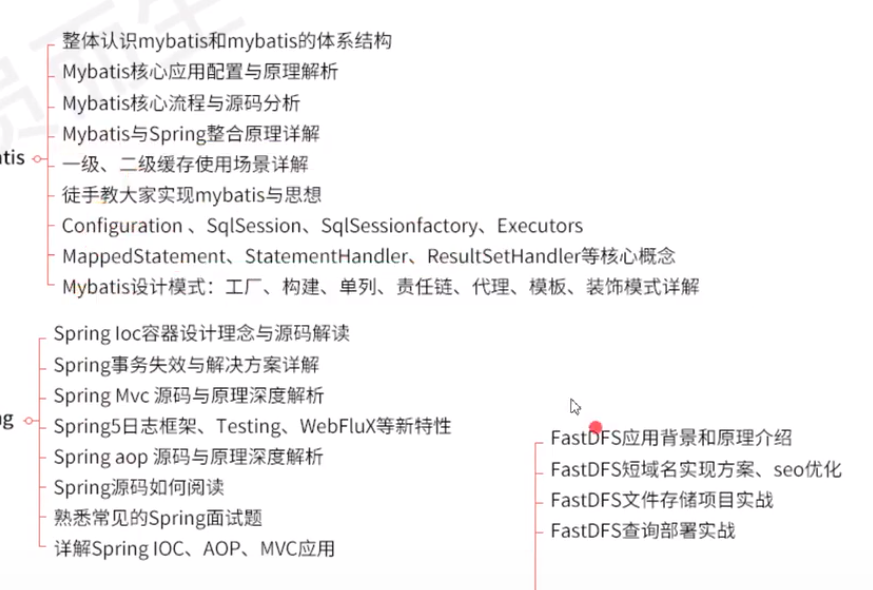 整体认识mybatis和mybatis的体系结构
Mybatis核心应用配置与原理解析
Mybatis核心流程与源码分析
Mybatis与Spring整合原理详解
atis
一级、二级缓存使用场景详解
徒手教大家实现mybatis与思想
Configuration 、SqlSession、SqlSessionfactory、Executors
MappedStatement、StatementHandler、ResultSetHandler等核心概念
Mybatis设计模式：工厂、构建、单列、责任链、代理、模板、装饰模式详解
Spring Ioc容器设计理念与源码解读
Spring事务失效与解决方案详解
Spring Mvc 源码与原理深度解析
ng
Spring5日志框架、Testing、WebFluX等新特性
Spring aop 源码与原理深度解析
Spring源码如何阅读
熟悉常见的Spring面试题
详解Spring IOC、AOP、MVC应用
FastDFS应用背景和原理介绍
FastDFS短域名实现方案、seo优化
FastDFS文件存储项目实战
FastDFS查询部署实战